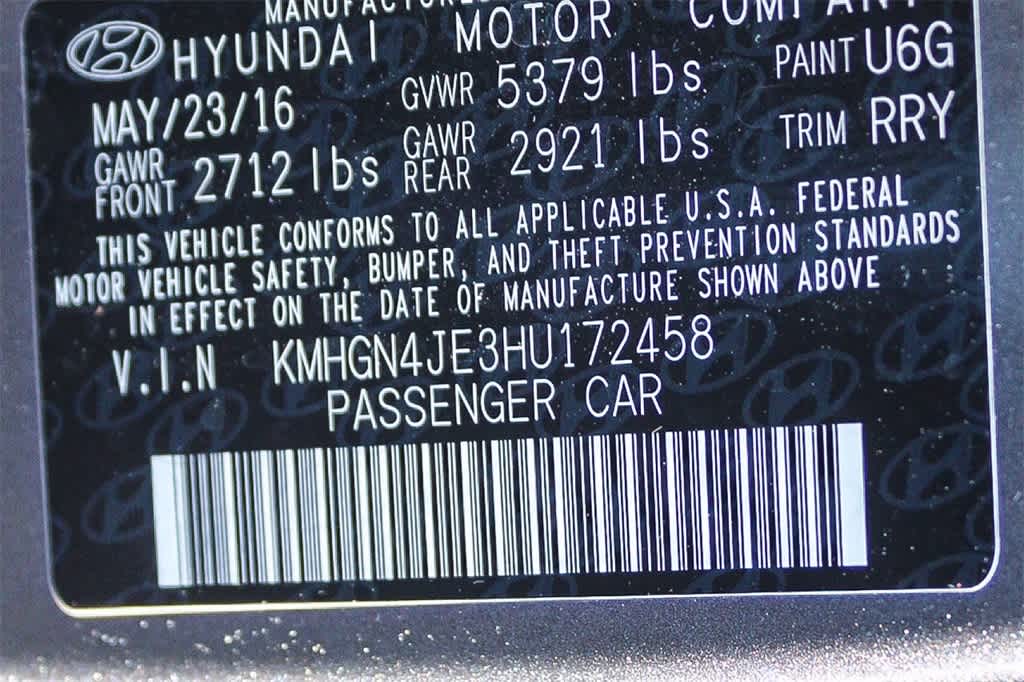 MANUFACTURED
HYUNDAI MOTOR COMPANY
MAY/23/16 GVWR 5379 lbs PAINT U6G
GAWR FRONT 2712 lbs GAWR REAR 2921 lbs TRIM RRY
THIS VEHICLE CONFORMS TO ALL APPLICABLE U.S.A. FEDERAL
MOTOR VEHICLE SAFETY, BUMPER, AND THEFT PREVENTION STANDARDS
IN EFFECT ON THE DATE OF MANUFACTURE SHOWN ABOVE
V.I.N KMHGN4JE3HU172458
PASSENGER CAR